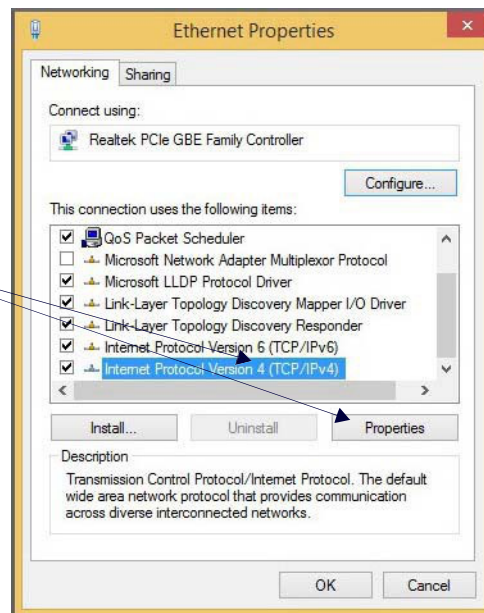 Ethernet Properties
Networking
Sharing
Connect using:
Realtek PCIe GBE Family Controller
Configure...
This connection uses the following items:
QoS Packet Scheduler
Microsoft Network Adapter Multiplexor Protocol
Microsoft LLDP Protocol Driver
Link-Layer Topology Discovery Mapper I/O Driver
Link-Layer Topology Discovery Responder
Internet Protocol Version 6 (TCP/IPv6)
Internet Protocol Version 4 (TCP/IPv4)
Install...
Uninstall
Properties
Description
Transmission Control Protocol/Internet Protocol. The default
wide area network protocol that provides communication
across diverse interconnected networks.
OK
Cancel